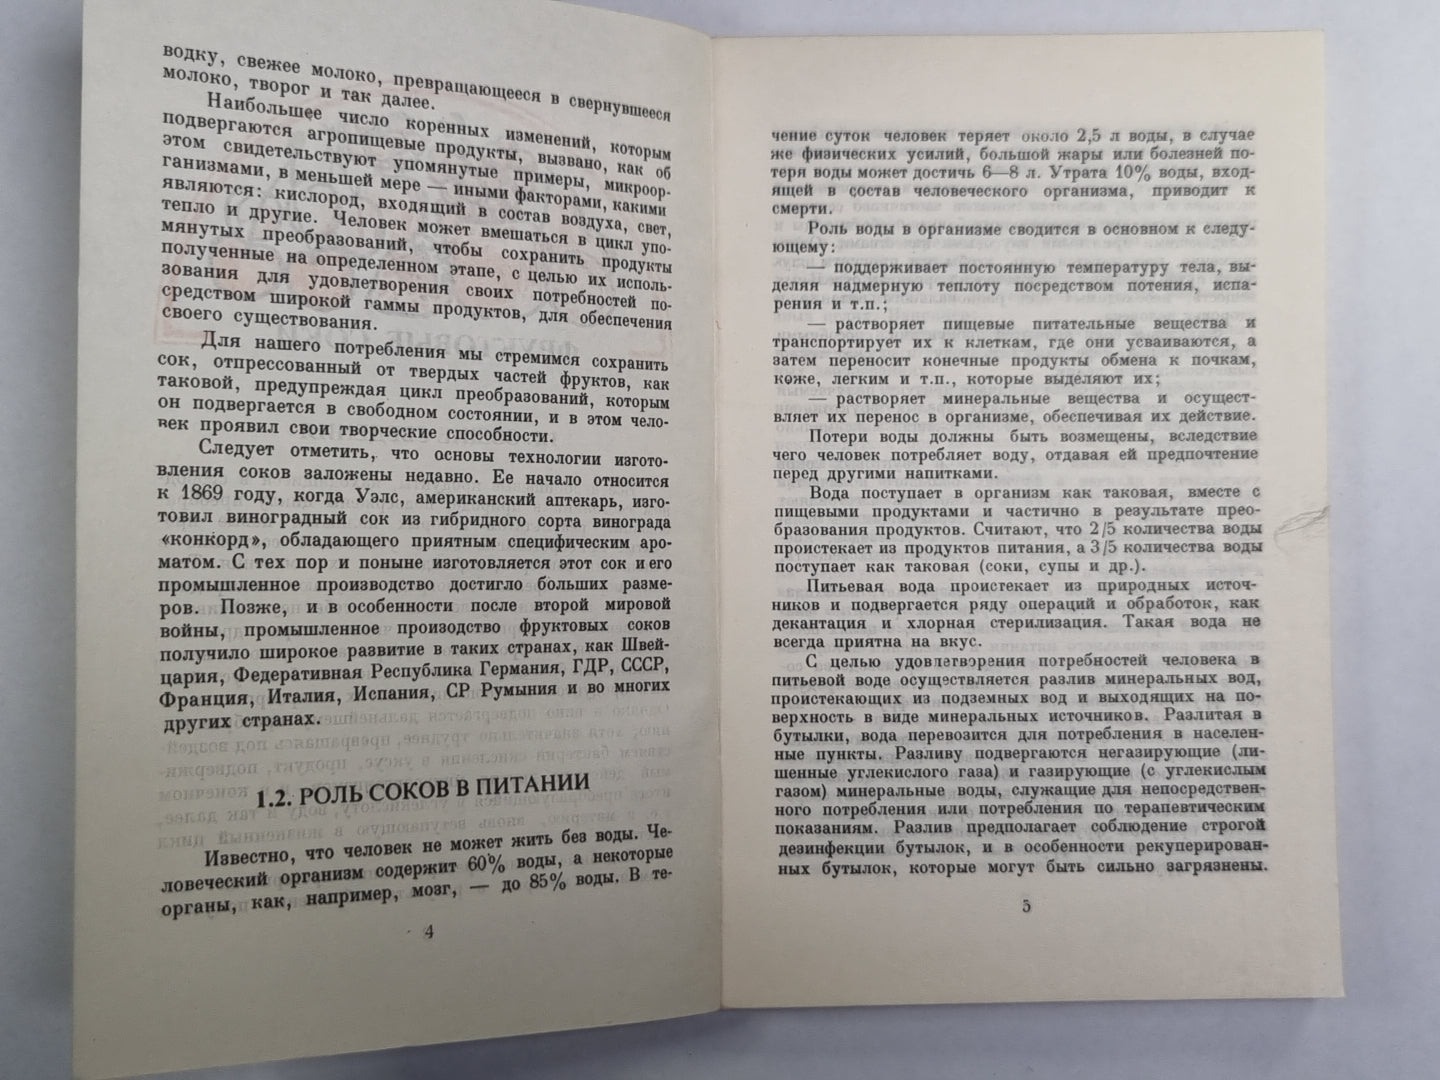 водку, свежее молоко, превращающееся в свернувшееся
молоко, творог и так далее.
Наибольшее число коренных изменений, которым
подвергаются агропищевые продукты, вызвано, как об
этом свидетельствуют упомянутые примеры, микроор-
ганизмами, в меньшей мере — иными факторами, какими
являются: кислород, входящий в состав воздуха, свет,
тепло и другие. Человек может вмешаться в цикл упо-
мянутых преобразований, чтобы сохранить продукты
полученные на определенном этапе, с целью их исполь-
зования для удовлетворения своих потребностей по-
средством широкой гаммы продуктов, для обеспечения
своего существования.
Для нашего потребления мы стремимся сохранить
сок, отпрессованный от твердых частей фруктов, как
таковой, предупреждая цикл преобразований, которым
он подвергается в свободном состоянии, и в этом чело-
век проявил свои творческие способности.
Следует отметить, что основы технологии изгото-
вления соков заложены недавно. Ее начало относится
к 1869 году, когда Уэлс, американский аптекарь, изго-
товил виноградный сок из гибридного сорта винограда
«конкорд», обладающего приятным специфическим аро-
матом. С тех пор и поныне изготовляется этот сок и его
промышленное производство достигло больших разме-
ров. Позже, и в особенности после второй мировой
войны, промышленное произодство фруктовых соков
получило широкое развитие в таких странах, как Швей-
цария, Федеративная Республика Германия, ГДР, СССР,
Франция, Италия, Испания, СР Румыния и во многих
других странах.
1.2. РОЛЬ СОКОВ В ПИТАНИИ
Известно, что человек не может жить без воды. Че-
ловеческий организм содержит 60% воды, а некоторые
органы, как, например, мозг, — до 85% воды. В те-
4
чение суток человек теряет около 2,5 л воды, в случае
же физических усилий, большой жары или болезней по-
теря воды может достичь 6—8 л. Утрата 10% воды, вход-
ящей в состав человеческого организма, приводит к
смерти.
Роль воды в организме сводится в основном к следу-
ющему:
— поддерживает постоянную температуру тела, вы-
деляя надмерную теплоту посредством потения, испа-
рения и т.п.;
— растворяет пищевые питательные вещества и
транспортирует их к клеткам, где они усваиваются, а
затем переносит конечные продукты обмена к почкам,
коже, легким и т.п., которые выделяют их;
— растворяет минеральные вещества и осущест-
вляет их перенос в организме, обеспечивая их действие.
Потери воды должны быть возмещены, вследствие
чего человек потребляет воду, отдавая ей предпочтение
перед другими напитками.
Вода поступает в организм как таковая, вместе с
пищевыми продуктами и частично в результате прео-
бразования продуктов. Считают, что 2/5 количества воды
проистекает из продуктов питания, а 3/5 количества воды
поступает как таковая (соки, супы и др.).
Питьевая вода происте́кает из природных источ-
ников и подвергается ряду операций и обработок, как
декантация и хлорная стерилизация. Такая вода не
всегда приятна на вкус.
С целью удовлетворения потребностей человека в
питьевой воде осуществляется разлив минеральных вод,
проистекающих из подземных вод и выходящих на по-
верхность в виде минеральных источников. Разлитая в
бутылки, вода перевозится для потребления в населен-
ные пункты. Разливу подвергаются негазирующие (ли-
шенные углекислого газа) и газирующие (с углекислым
газом) минеральные воды, служащие для непосредствен-
ного потребления или потребления по терапевтическим
показаниям. Разлив предполагает соблюдение строгой
дезинфекции бутылок, и в особенности рекуперирован-
ных бутылок, которые могут быть сильно загрязнены.
5